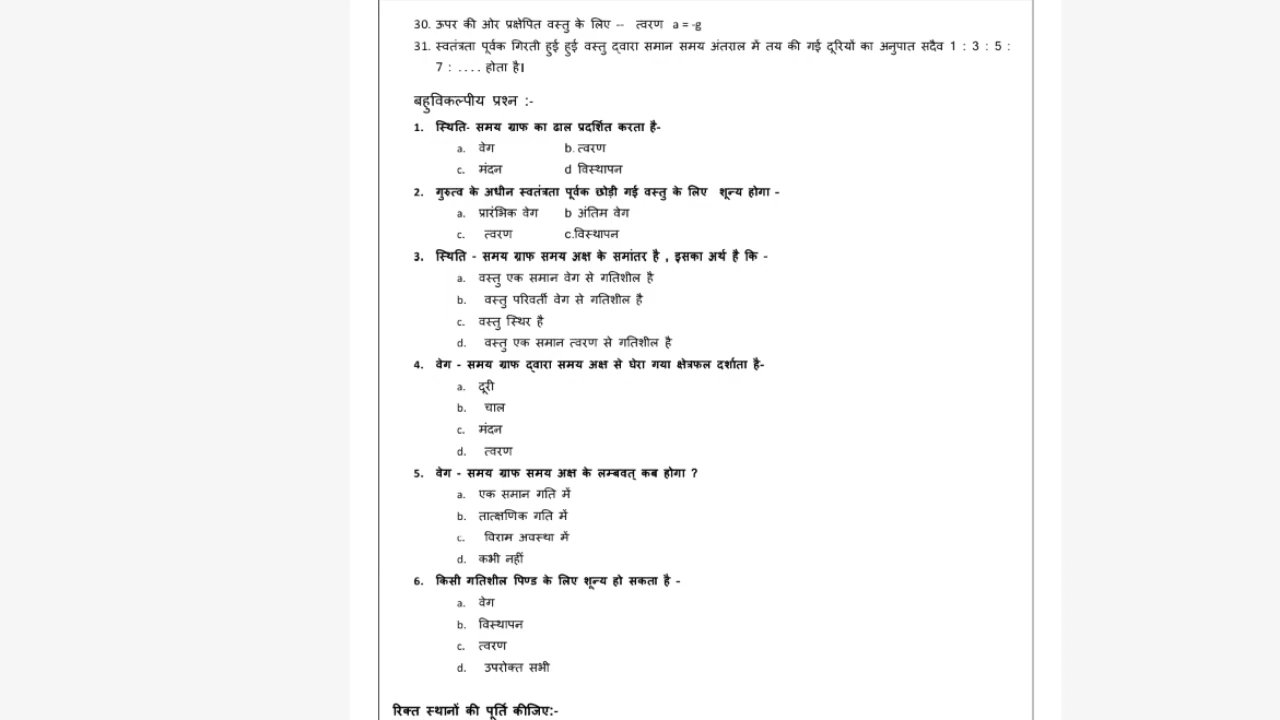 30. ऊपर की ओर प्रक्षेपित वस्तु के लिए -- त्वरण a = -g
31. स्वतंत्रता पूर्वक गिरती हुई हुई वस्तु द्वारा समान समय अंतराल में तय की गई दूरियों का अनुपात सदैव 1 : 3 : 5 :
7 : .... होता है।
बहुविकल्पीय प्रश्न :-
1. स्थिति- समय ग्राफ का ढाल प्रदर्शित करता है-
a. वेग b. त्वरण
c. मंदन d विस्थापन
2. गुरुत्व के अधीन स्वतंत्रता पूर्वक छोड़ी गई वस्तु के लिए शून्य होगा -
a. प्रारंभिक वेग b अंतिम वेग
c. त्वरण c.विस्थापन
3. स्थिति - समय ग्राफ समय अक्ष के समांतर है , इसका अर्थ है कि -
a. वस्तु एक समान वेग से गतिशील है
b. वस्तु परिवर्ती वेग से गतिशील है
c. वस्तु स्थिर है
d. वस्तु एक समान त्वरण से गतिशील है
4. वेग - समय ग्राफ द्वारा समय अक्ष से घेरा गया क्षेत्रफल दर्शाता है-
a. दूरी
b. चाल
c. मंदन
d. त्वरण
5. वेग - समय ग्राफ समय अक्ष के लम्बवत् कब होगा ?
a. एक समान गति में
b. तात्क्षणिक गति में
c. विराम अवस्था में
d. कभी नहीं
6. किसी गतिशील पिण्ड के लिए शून्य हो सकता है -
a. वेग
b. विस्थापन
c. त्वरण
d. उपरोक्त सभी
रिक्त स्थानों की पूर्ति कीजिए:-